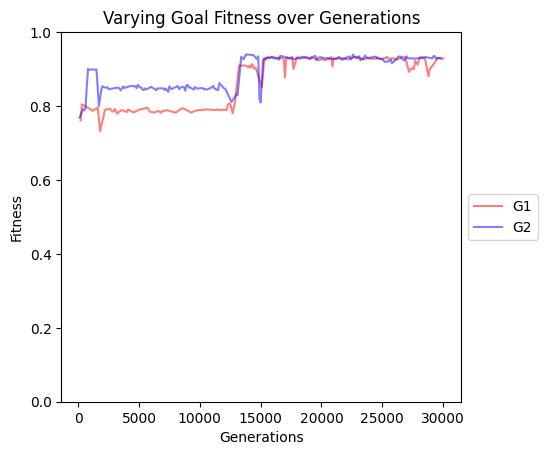 Varying Goal Fitness over Generations
1.0
0.8
0.6
0.4
0.2
0.0
Fitness
0 5000 10000 15000 20000 25000 30000
Generations
G1
G2